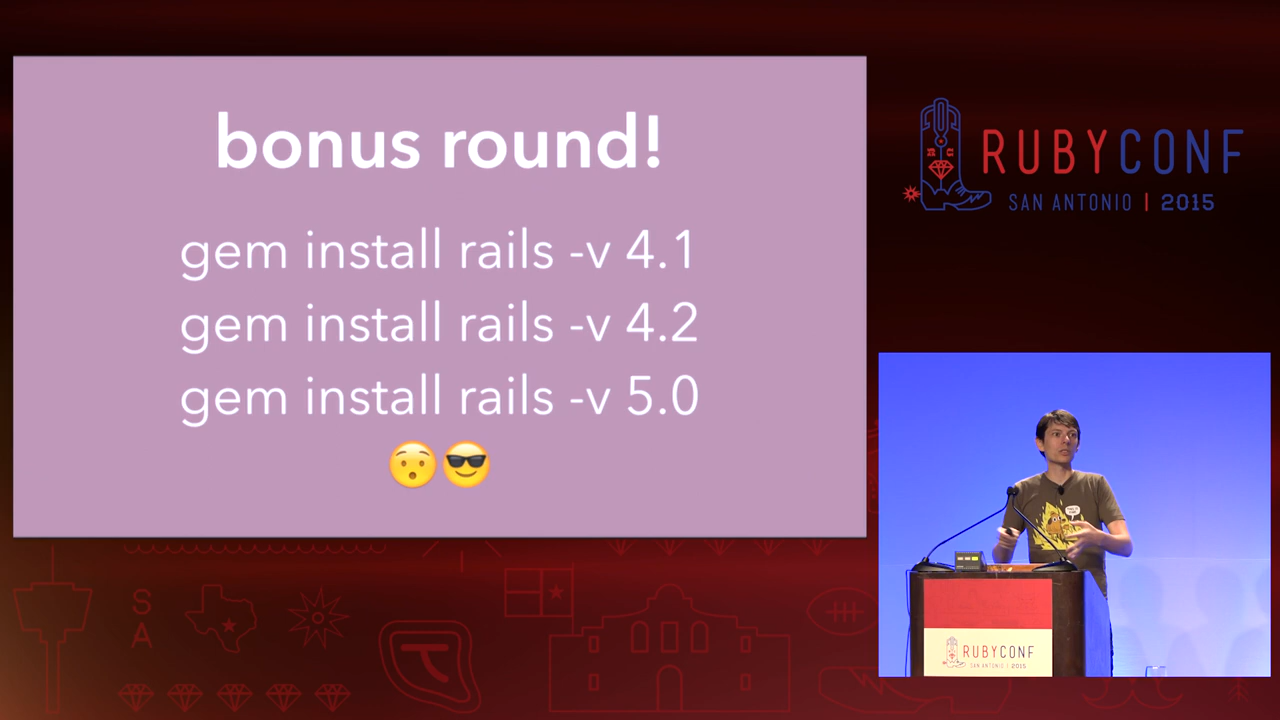 bonus round!
gem install rails -v 4.1
gem install rails -v 4.2
gem install rails -v 5.0
RUBYCONF
SAN ANTONIO | 2015
S
A
RUBYCONF
SAN ANTONIO | 2015